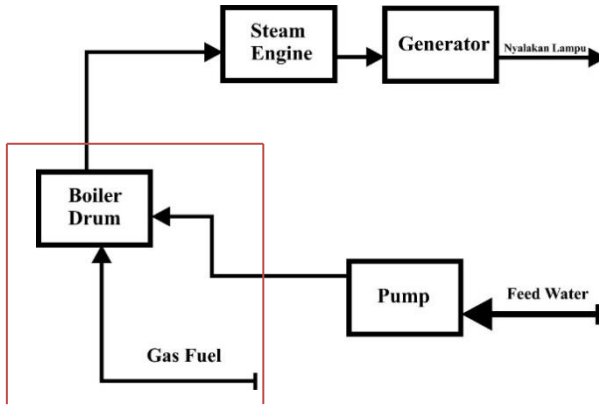 Steam
Engine
Generator
Nyalakan Lampu
Boiler
Drum
Pump
Feed Water
Gas Fuel